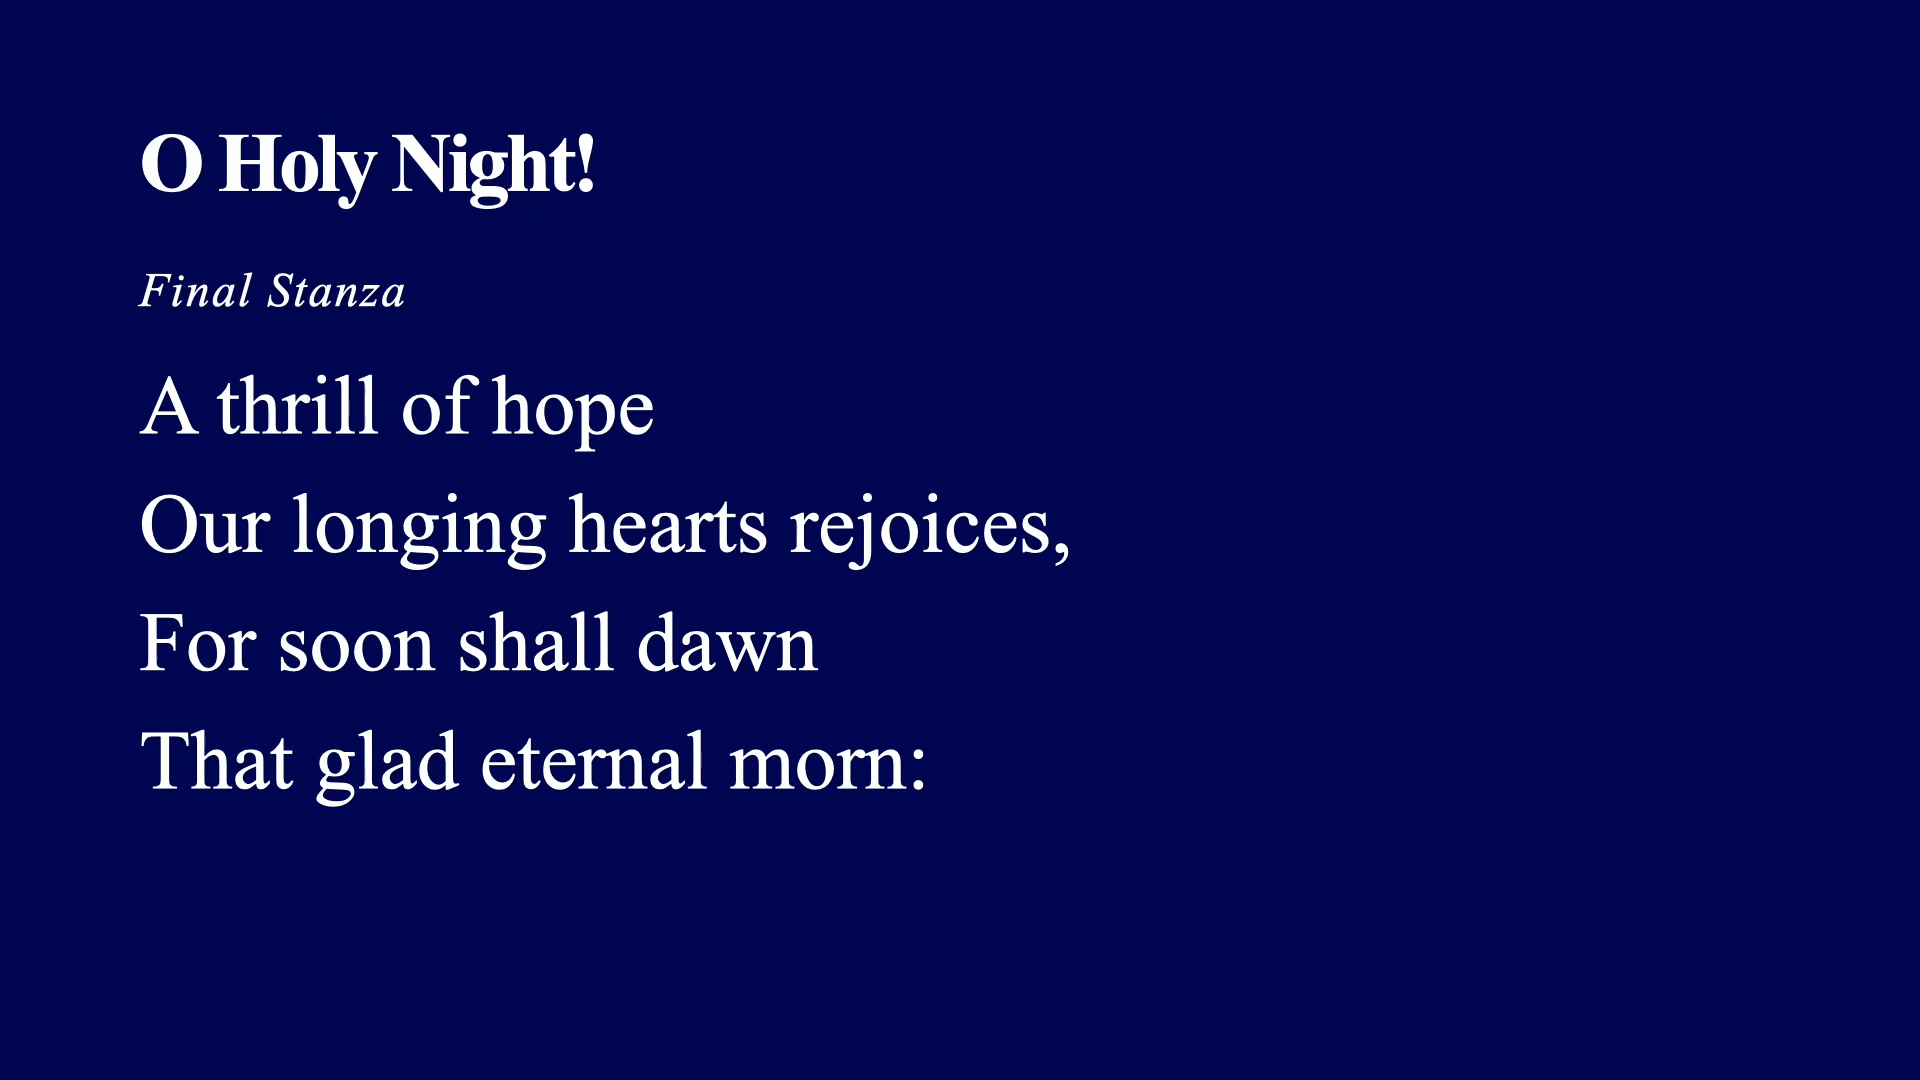 O Holy Night!
Final Stanza
A thrill of hope
Our longing hearts rejoices,
For soon shall dawn
That glad eternal morn: